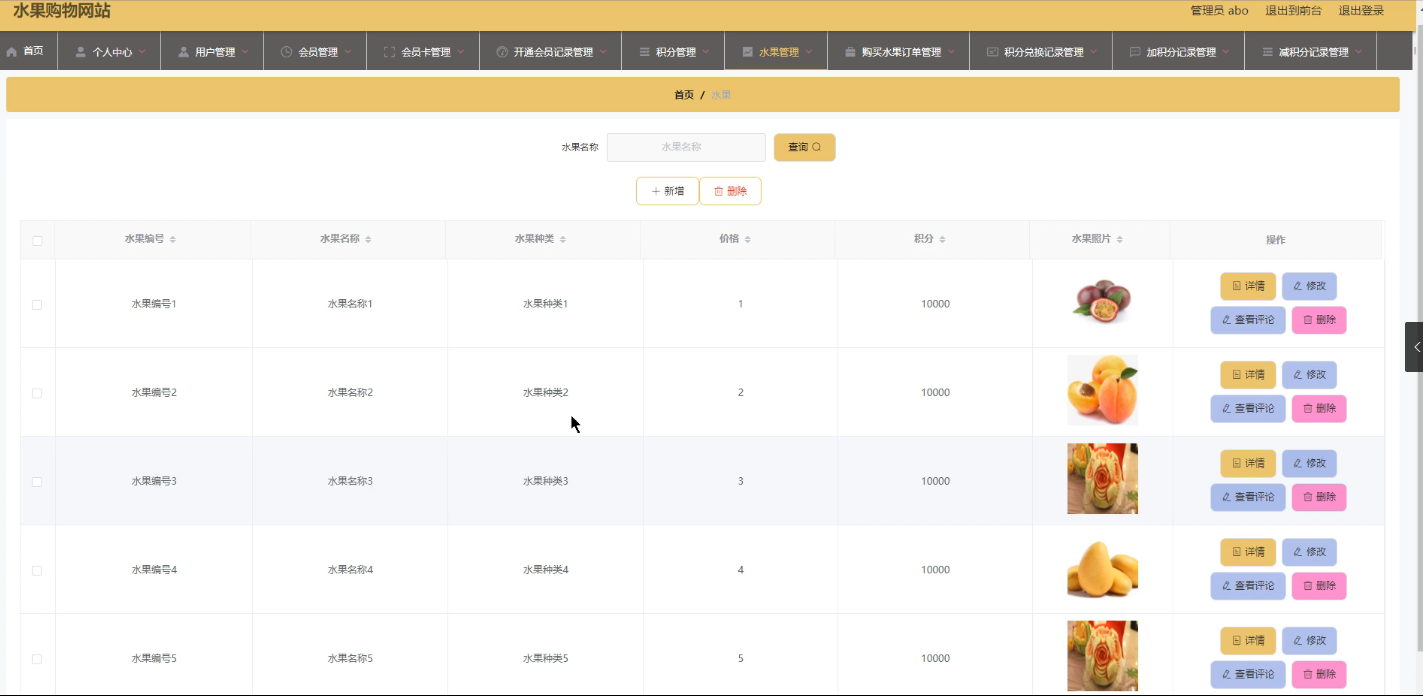 水果购物网站
管理员 abo 退出到前台 退出登录
首页 个人中心 用户管理 会员管理 会员卡管理 开通会员记录管理 积分管理 水果管理 购买水果订单管理 积分兑换记录管理 加积分记录管理 减积分记录管理
首页 / 水果
水果名称 水果名称 查询
新增 删除
水果编号 水果名称 水果种类 价格 积分 水果照片 操作
水果编号1 水果名称1 水果种类1 1 10000 详情 修改
查看评论 删除
水果编号2 水果名称2 水果种类2 2 10000 详情 修改
查看评论 删除
水果编号3 水果名称3 水果种类3 3 10000 详情 修改
查看评论 删除
水果编号4 水果名称4 水果种类4 4 10000 详情 修改
查看评论 删除
水果编号5 水果名称5 水果种类5 5 10000 详情 修改
查看评论 删除